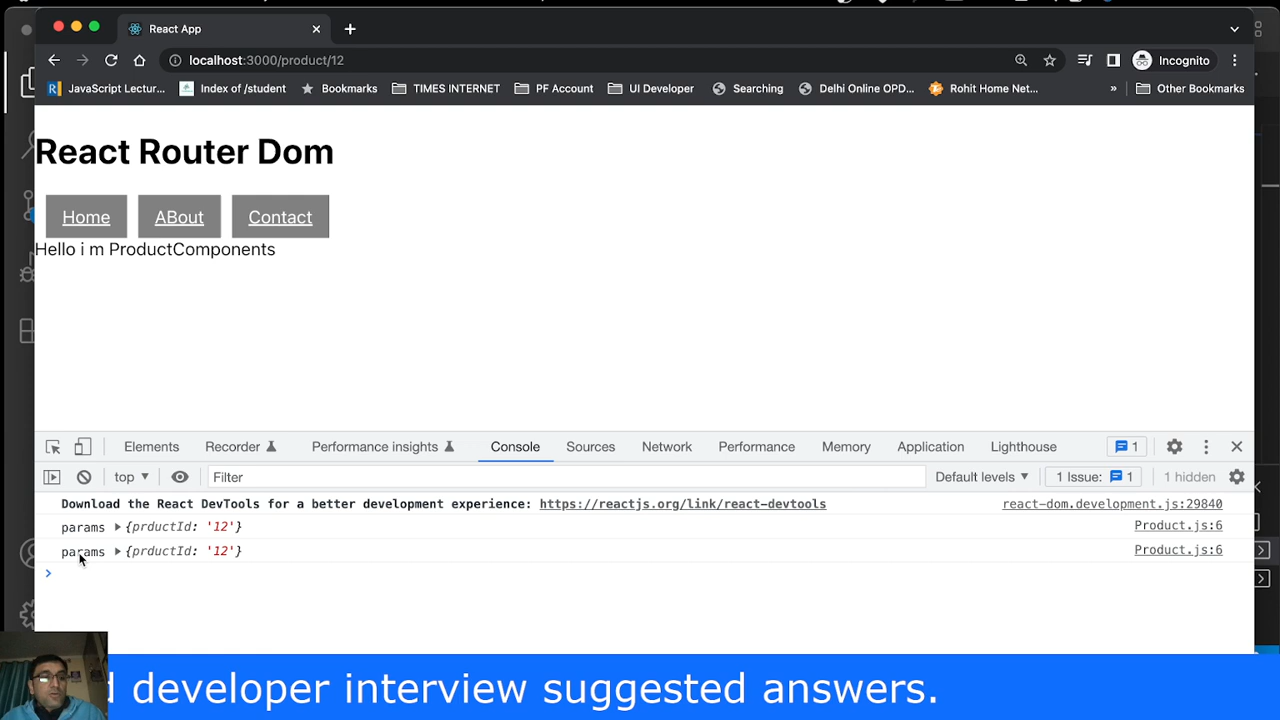 React App
localhost:3000/product/12
Incognito
JavaScript Lectur...
Index of /student
Bookmarks
TIMES INTERNET
PF Account
UI Developer
Searching
Delhi Online OPD...
Rohit Home Net...
»
Other Bookmarks
React Router Dom
Home
ABout
Contact
Hello i m ProductComponents
Elements
Recorder
Performance insights
Console
Sources
Network
Performance
Memory
Application
Lighthouse
1
top
Filter
Default levels
1 Issue:
1
1 hidden
Download the React DevTools for a better development experience: https://reactjs.org/link/react-devtools
react-dom.development.js:29840
params {prductId: '12'}
Product.js:6
params {prductId: '12'}
Product.js:6
developer interview suggested answers.